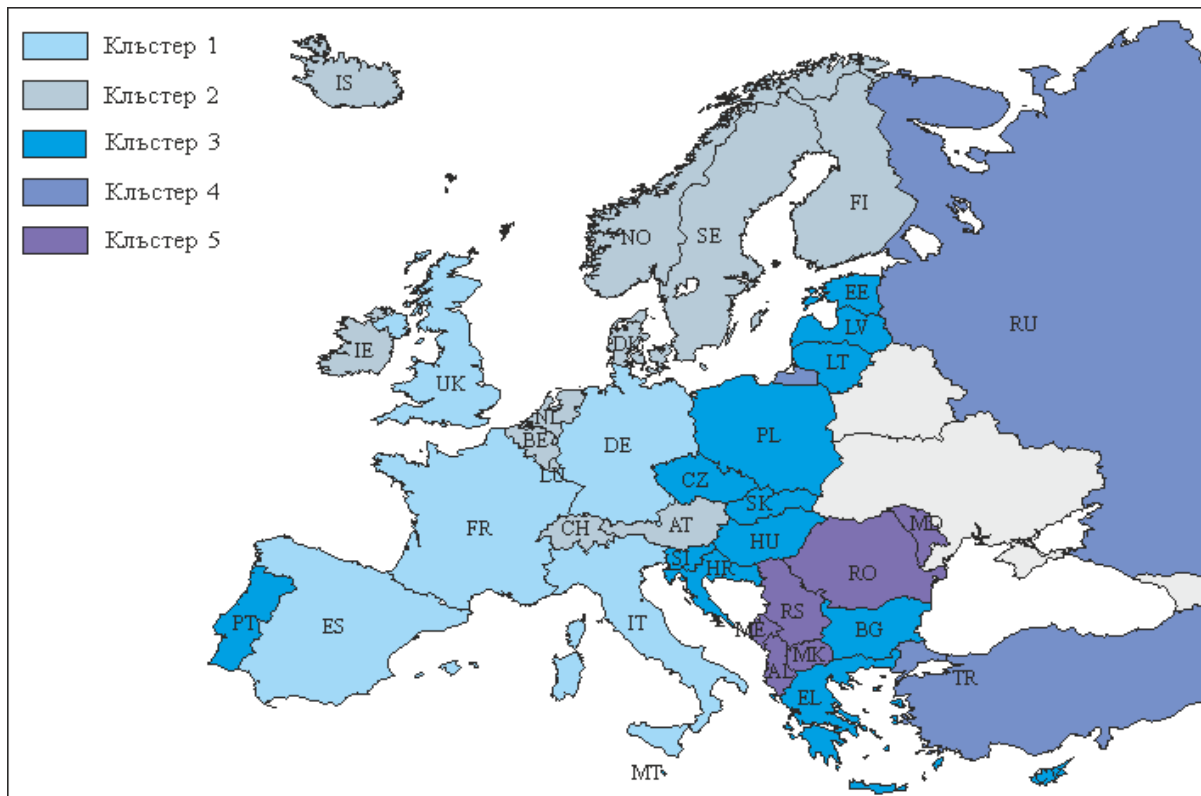 Клъстер 1
Клъстер 2
Клъстер 3
Клъстер 4
Клъстер 5
IS
FI
NO
SE
EE
RU
LV
DK
IE
LT
UK
NL
PL
BE
DE
LU
CZ
SK
MD
FR
CH
AT
HU
SI
HR
RO
RS
PT
ES
IT
ME
BG
MK
AL
TR
EL
MT